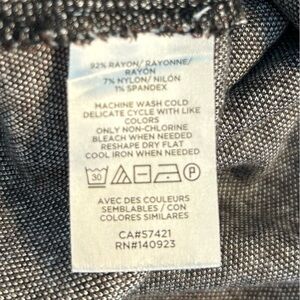 92% RAYON/ RAYONNE/
RAYÓN
7% NYLON/ NILÓN
1% SPANDEX
MACHINE WASH COLD
DELICATE CYCLE WITH LIKE
COLORS
ONLY NON-CHLORINE
BLEACH WHEN NEEDED
RESHAPE DRY FLAT
COOL IRON WHEN NEEDED
30 P
AVEC DES COULEURS
SEMBLABLES / CON
COLORES SIMILARES
CA#57421
RN#140923